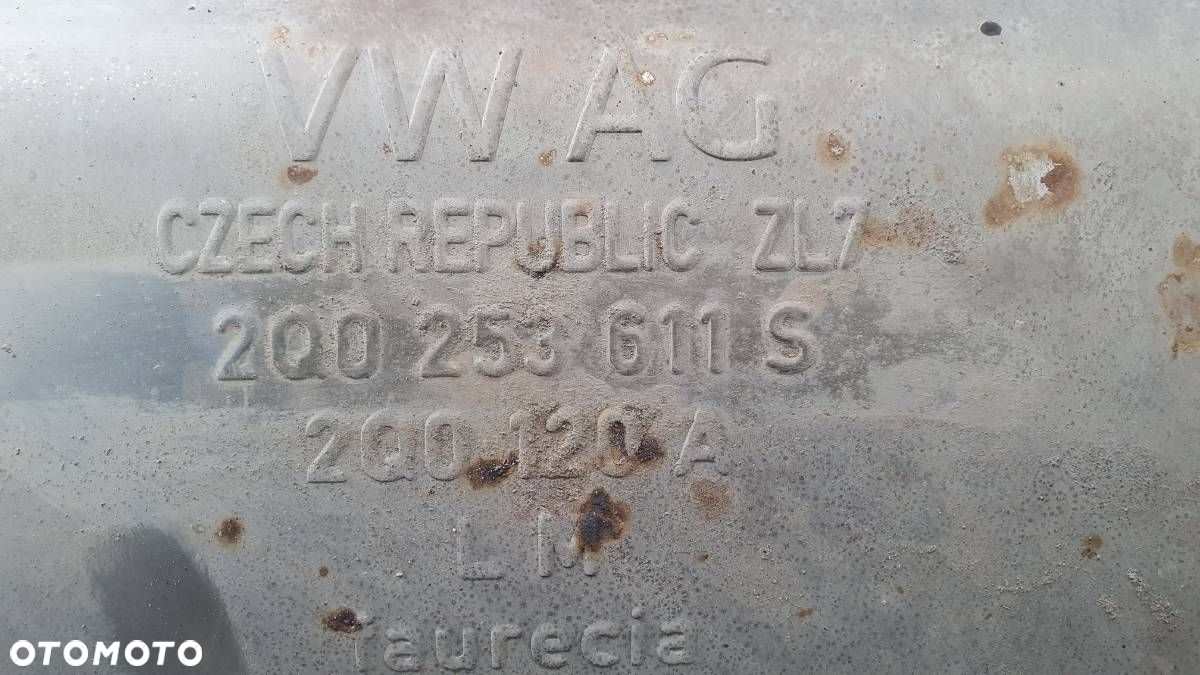 VW AG
CZECH REPUBLIC ZL7
2Q0 253 611 S
2Q0 120 A
L M
faurecia
OTOMOTO